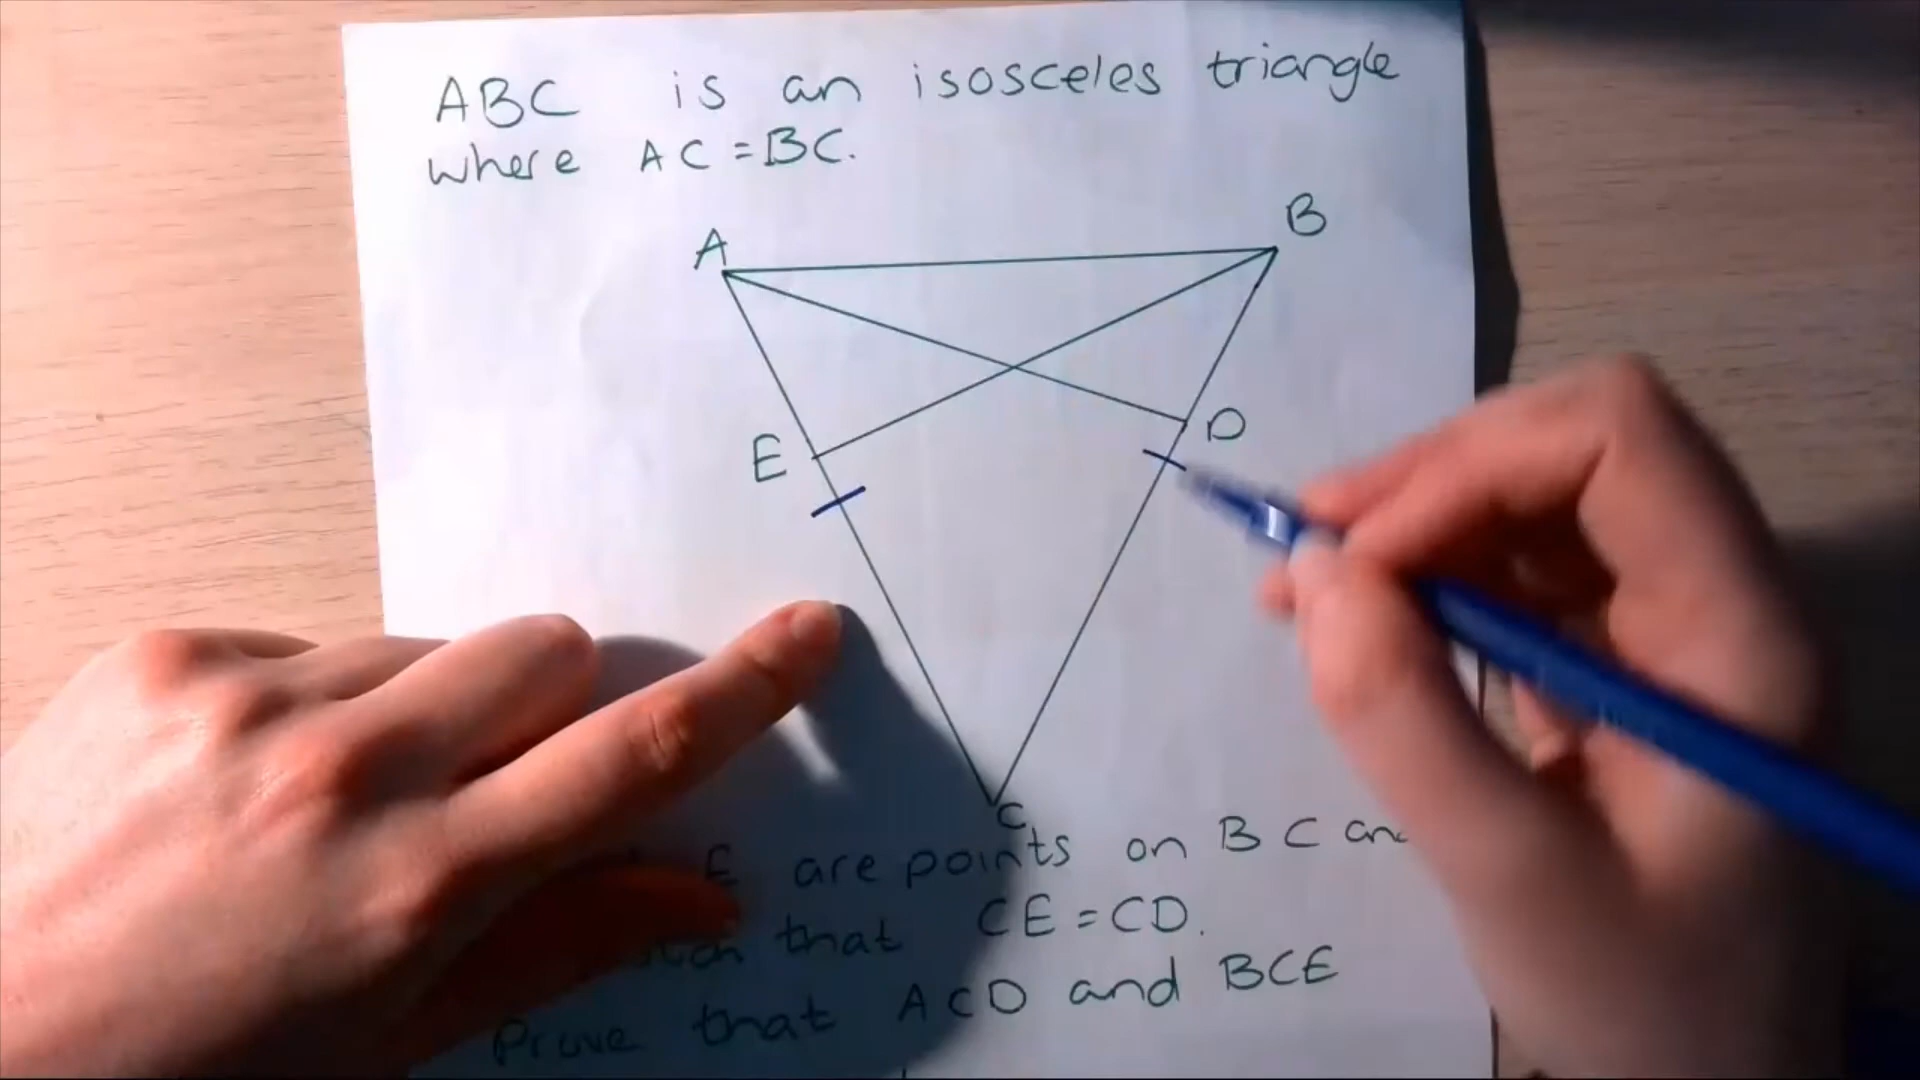 ABC is an isosceles triangle
where AC = BC.
A
B
E
D
C
E are points on BC
that CE = CD.
Prove that ACD and BCE